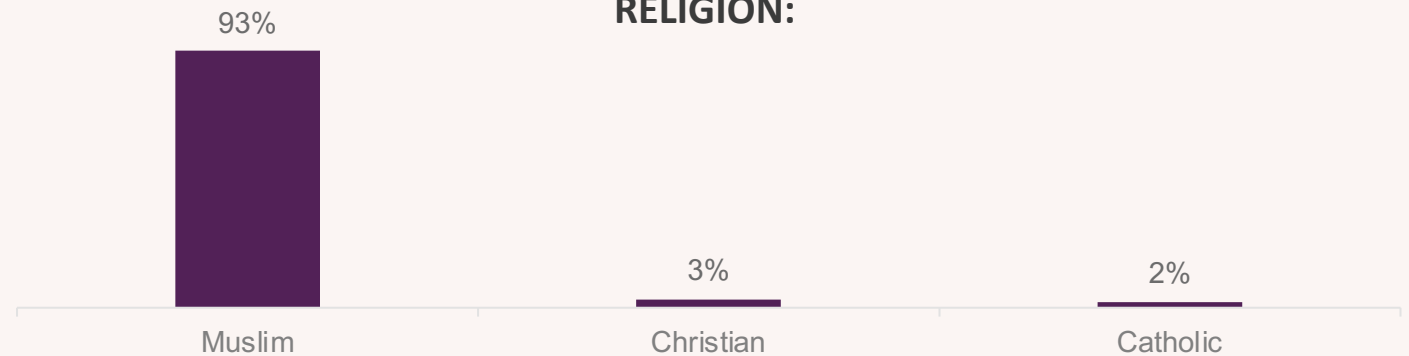 RELIGION:
93%
3%
2%
Muslim
Christian
Catholic